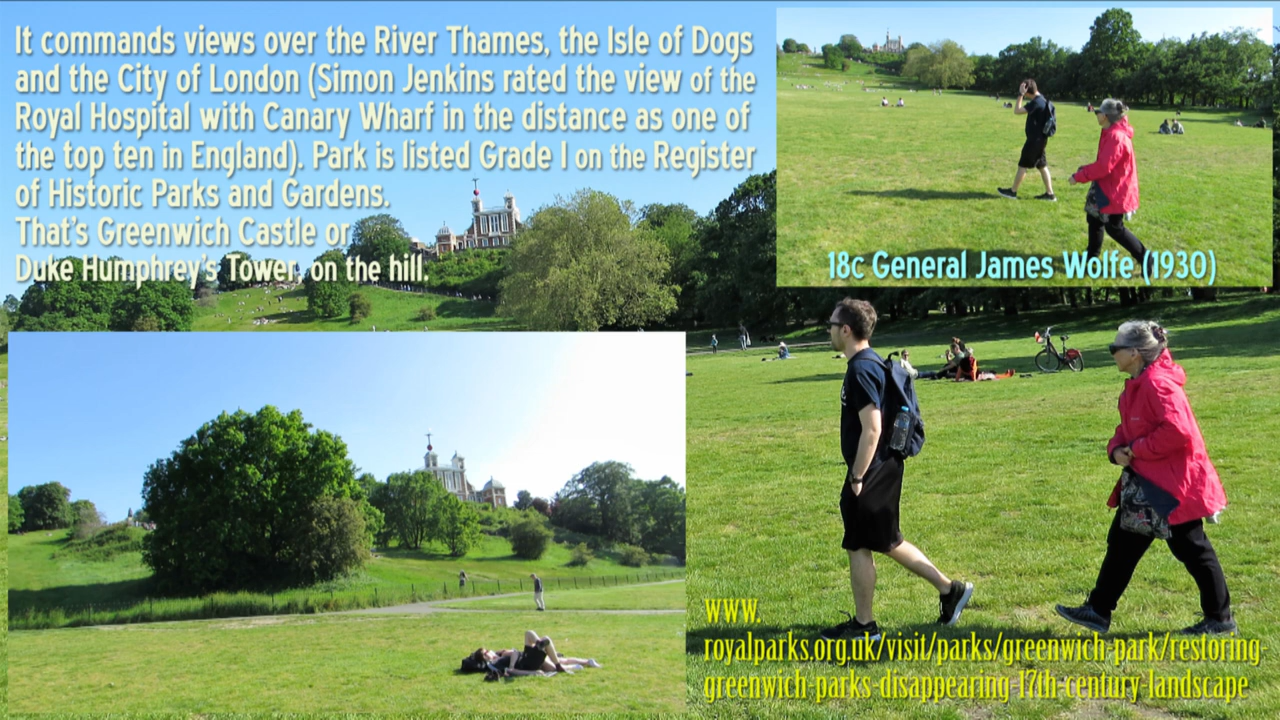 It commands views over the River Thames, the Isle of Dogs
and the City of London (Simon Jenkins rated the view of the
Royal Hospital with Canary Wharf in the distance as one of
the top ten in England). Park is listed Grade I on the Register
of Historic Parks and Gardens.
That's Greenwich Castle or
Duke Humphrey's Tower, on the hill.
18c General James Wolfe (1930)
www.
royalparks.org.uk/visit/parks/greenwich-park/restoring
greenwich-parks-disappearing-17th-century-landscape